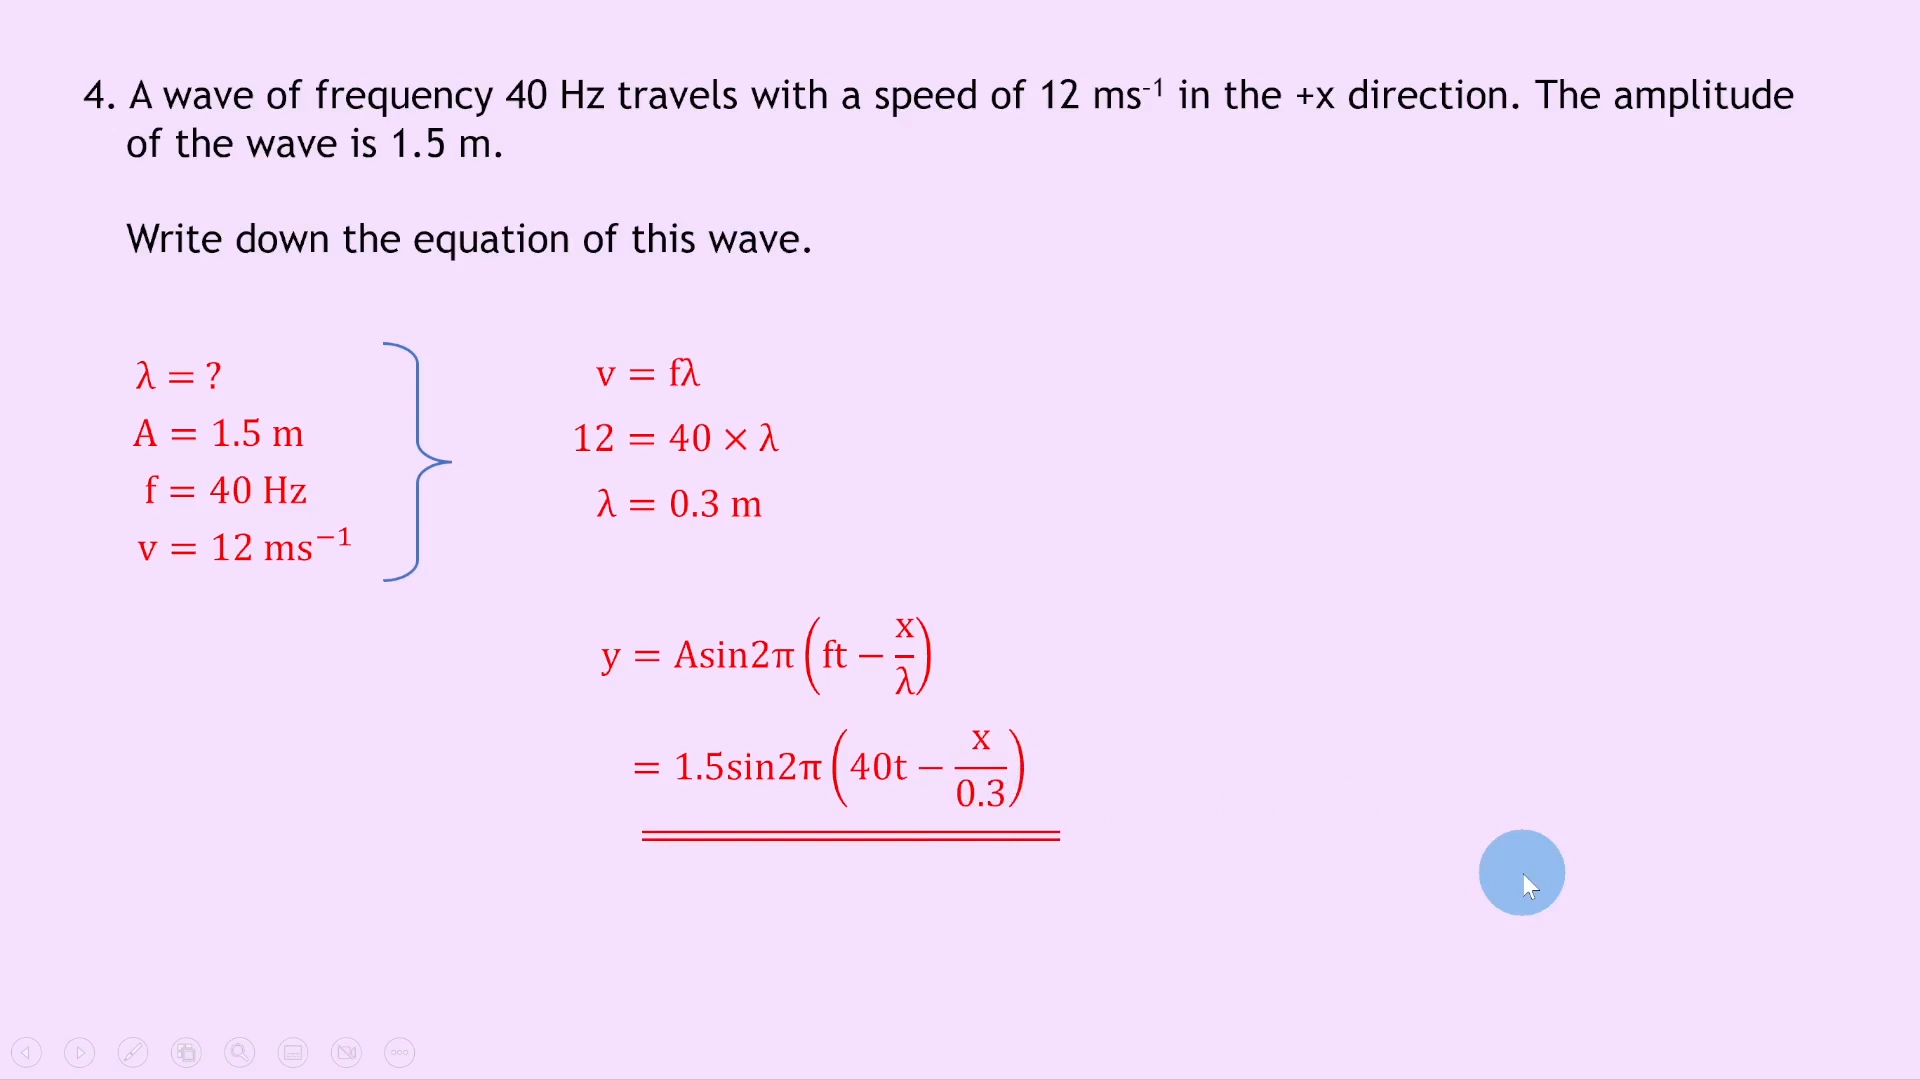 4. A wave of frequency 40 Hz travels with a speed of 12 ms⁻¹ in the +x direction. The amplitude
of the wave is 1.5 m.
Write down the equation of this wave.
λ = ?
A = 1.5 m
f = 40 Hz
v = 12 ms⁻¹
v = fλ
12 = 40 × λ
λ = 0.3 m
y = Asin2π(ft − x/λ)
= 1.5sin2π(40t − x/0.3)